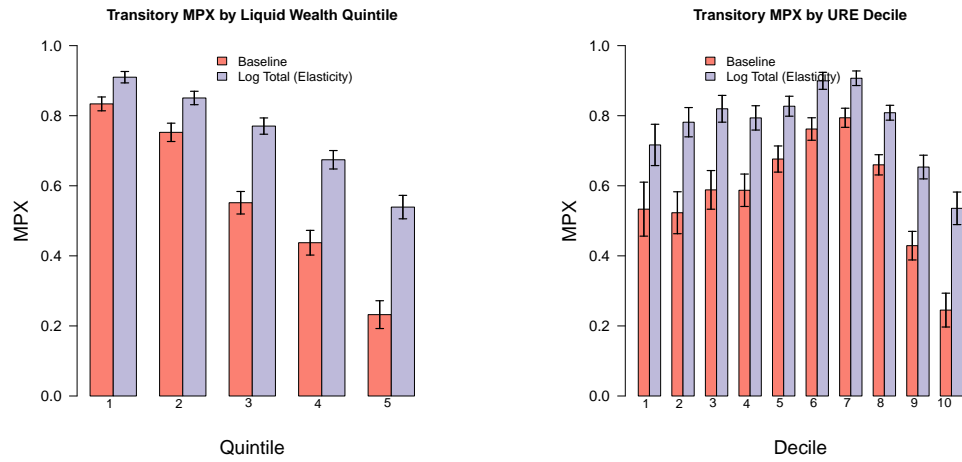 Transitory MPX by Liquid Wealth Quintile
Baseline
Log Total (Elasticity)
MPX
1.0
0.8
0.6
0.4
0.2
0.0
1 2 3 4 5
Quintile
Transitory MPX by URE Decile
Baseline
Log Total (Elasticity)
MPX
1.0
0.8
0.6
0.4
0.2
0.0
1 2 3 4 5 6 7 8 9 10
Decile